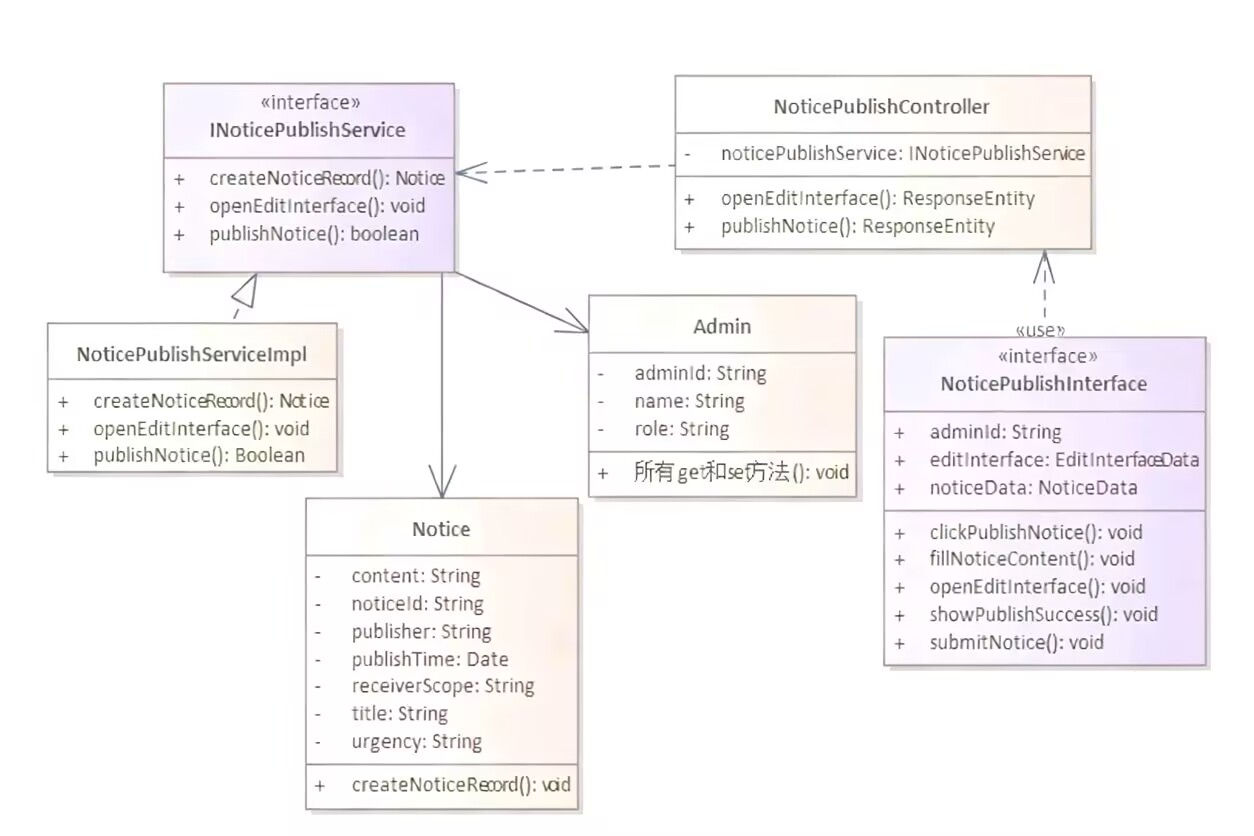 «interface»
INoticePublishService
+ createNoticeRecord(): Notice
+ openEditInterface(): void
+ publishNotice(): boolean
NoticePublishController
- noticePublishService: INoticePublishService
+ openEditInterface(): ResponseEntity
+ publishNotice(): ResponseEntity
NoticePublishServiceImpl
+ createNoticeRecord(): Notice
+ openEditInterface(): void
+ publishNotice(): Boolean
Admin
- adminId: String
- name: String
- role: String
+ 所有get和set方法(): void
«use»
«interface»
NoticePublishInterface
+ adminId: String
+ editInterface: EditInterfaceData
+ noticeData: NoticeData
+ clickPublishNotice(): void
+ fillNoticeContent(): void
+ openEditInterface(): void
+ showPublishSuccess(): void
+ submitNotice(): void
Notice
- content: String
- noticeId: String
- publisher: String
- publishTime: Date
- receiverScope: String
- title: String
- urgency: String
+ createNoticeRecord(): void